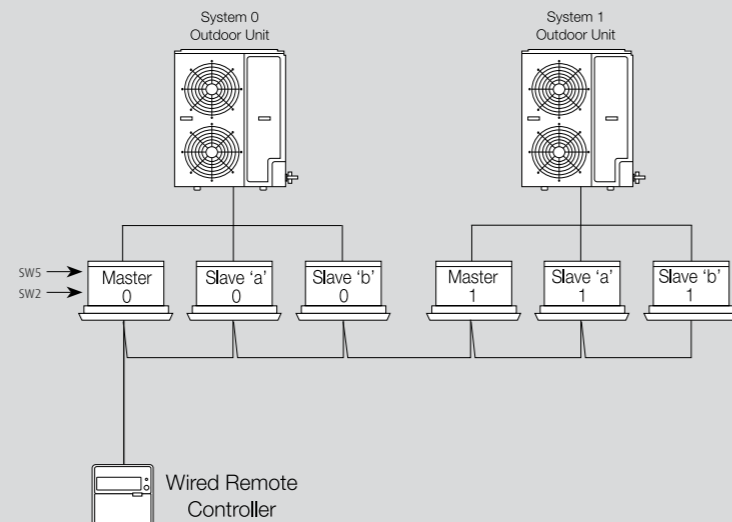 System 0
Outdoor Unit
System 1
Outdoor Unit
SW5
SW2
Master
0
Slave ‘a’
0
Slave ‘b’
0
Master
1
Slave ‘a’
1
Slave ‘b’
1
Wired Remote
Controller